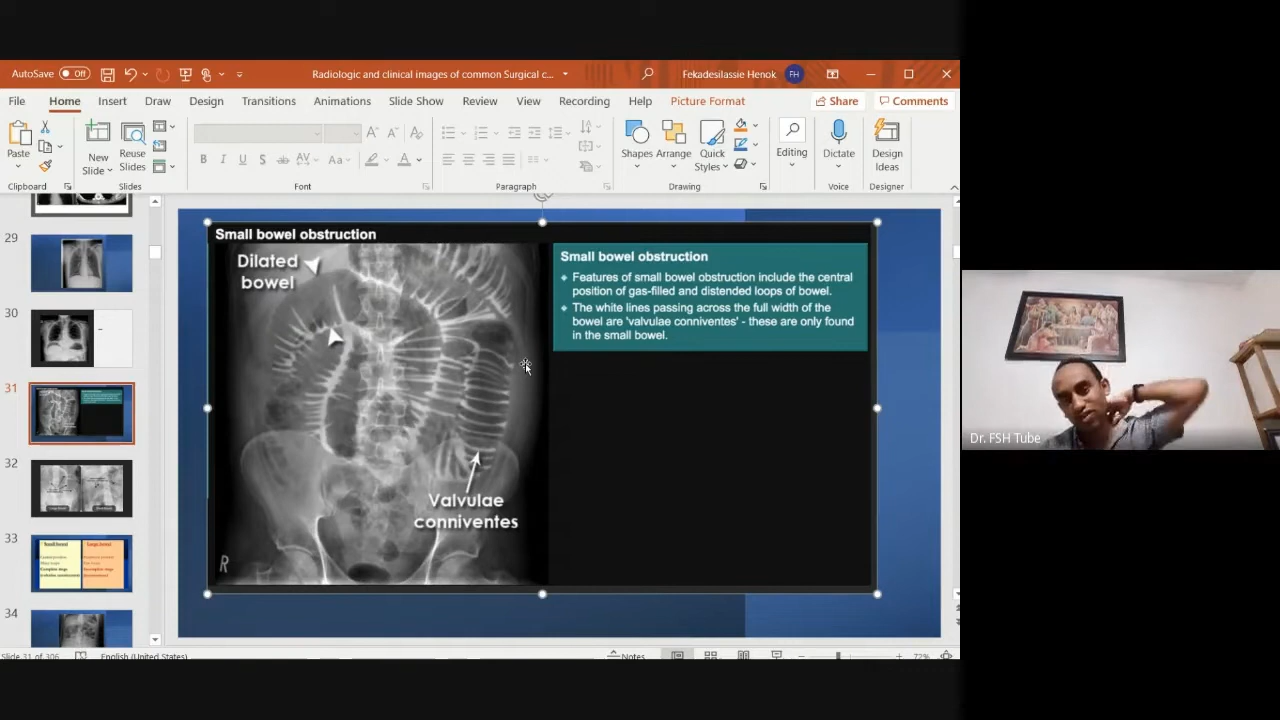 AutoSave Off Radiologic and clinical images of common Surgical c... Fekadesilassie Henok FH
File Home Insert Draw Design Transitions Animations Slide Show Review View Recording Help Picture Format Share Comments
Paste New Slide Reuse Slides Shapes Arrange Quick Styles Editing Dictate Design Ideas
Clipboard Slides Font Paragraph Drawing Voice Designer
29
30
31
32
33
34
Small bowel obstruction
Dilated
bowel
Valvulae
conniventes
R
Small bowel obstruction
Features of small bowel obstruction include the central
position of gas-filled and distended loops of bowel.
The white lines passing across the full width of the
bowel are 'valvulae conniventes' - these are only found
in the small bowel.
Dr. FSH Tube
Slide 31 of 306 English (United States) Notes 72%